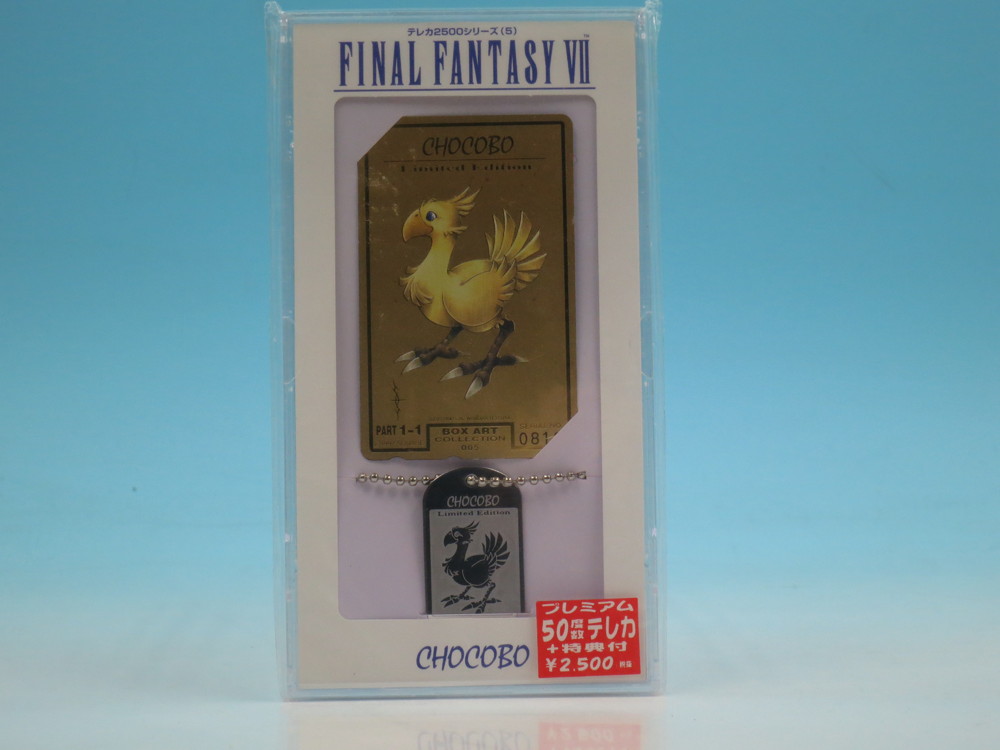 テレカ2500シリーズ(5)
FINAL FANTASY VII
CHOCOBO
Limited Edition
PART 1-1
BOX ART
COLLECTION
005
081
CHOCOBO
Limited Edition
CHOCOBO
プレミアム
50度数テレカ
+特典付
¥2,500